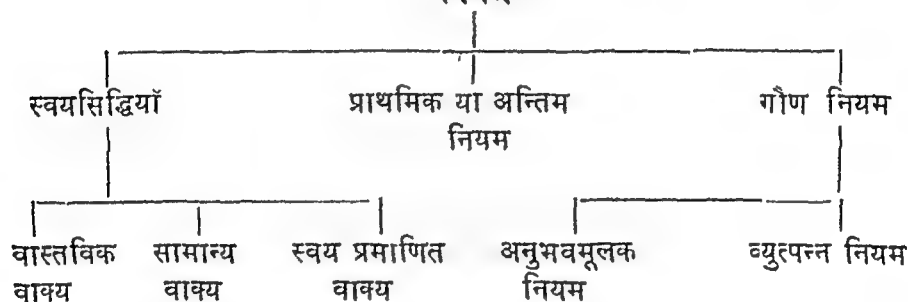 स्वयसिद्धियाँ प्राथमिक या अन्तिम गौण नियम
नियम
वास्तविक सामान्य स्वय प्रमाणित अनुभवमूलक व्युत्पन्न नियम
वाक्य वाक्य वाक्य नियम